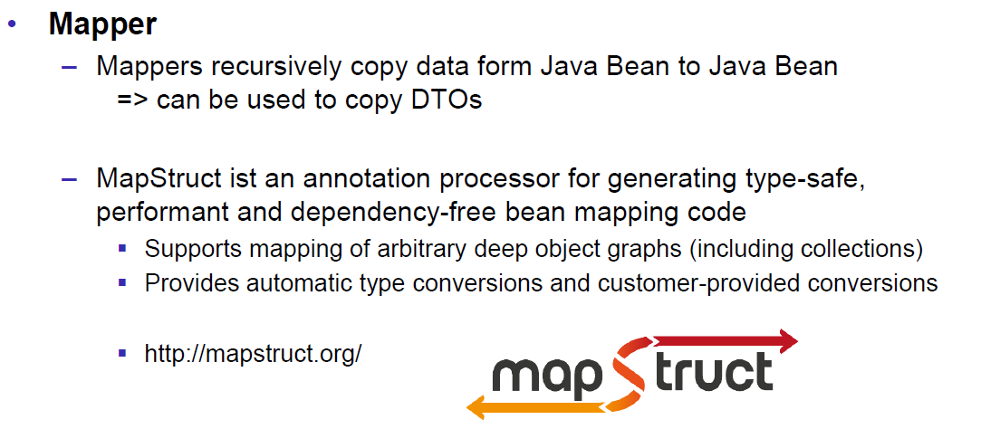 • Mapper
– Mappers recursively copy data form Java Bean to Java Bean
=> can be used to copy DTOs
– MapStruct ist an annotation processor for generating type-safe,
performant and dependency-free bean mapping code
▪ Supports mapping of arbitrary deep object graphs (including collections)
▪ Provides automatic type conversions and customer-provided conversions
▪ http://mapstruct.org/
map Struct